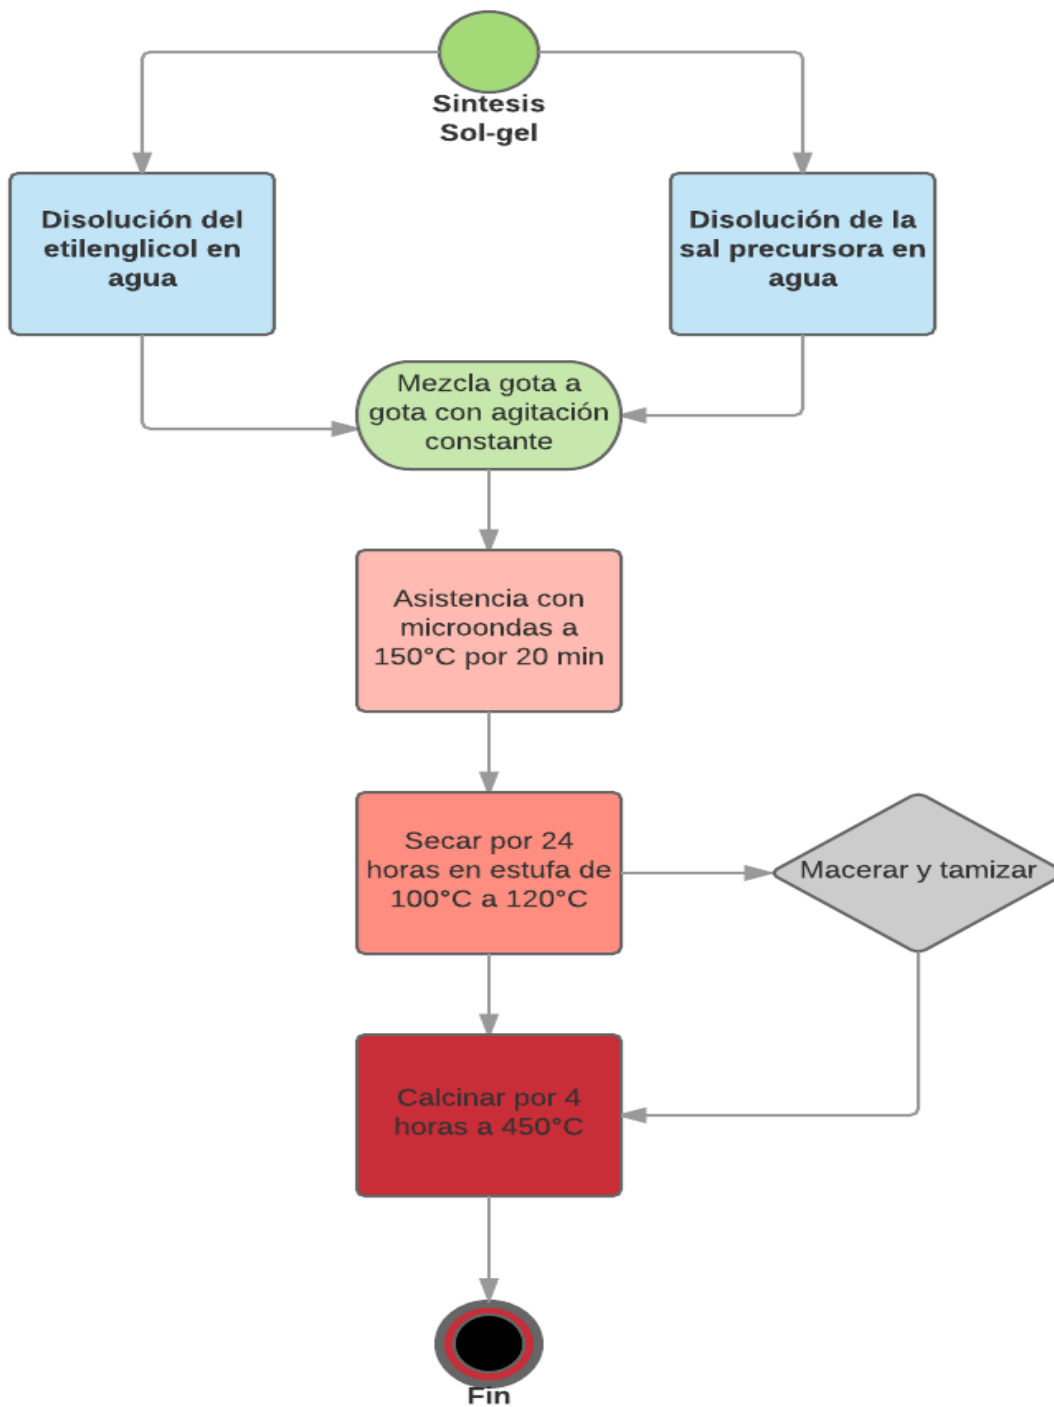 Sintesis
Sol-gel
Disolución del
etilenglicol en
agua
Disolución de la
sal precursora en
agua
Mezcla gota a
gota con agitación
constante
Asistencia con
microondas a
150°C por 20 min
Secar por 24
horas en estufa de
100°C a 120°C
Macerar y tamizar
Calcinar por 4
horas a 450°C
Fin